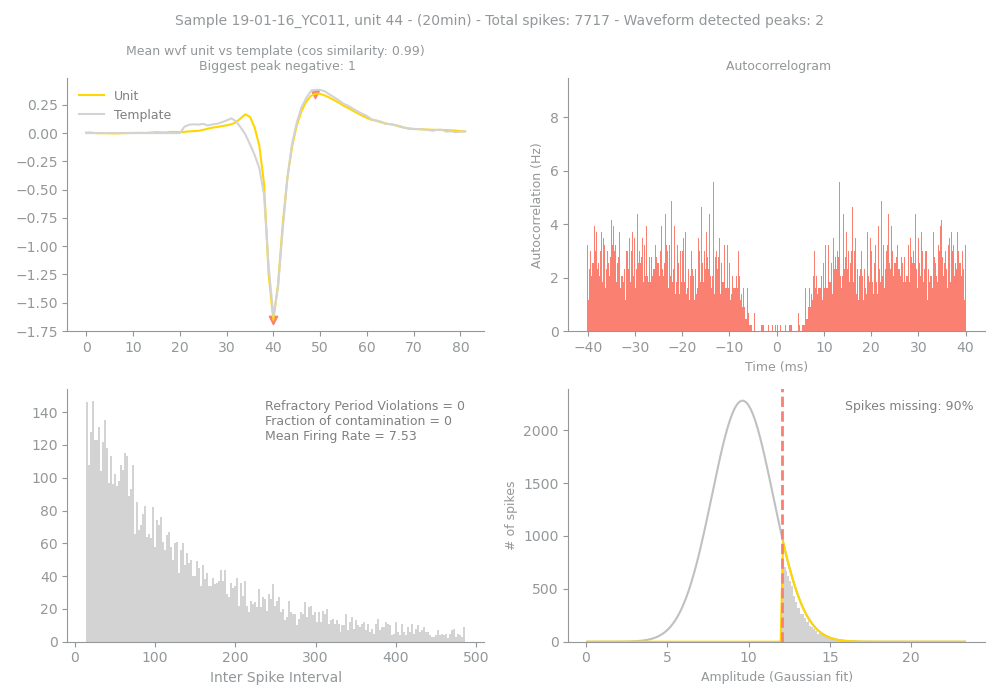 Sample 19-01-16_YC011, unit 44 - (20min) - Total spikes: 7717 - Waveform detected peaks: 2
Mean wvf unit vs template (cos similarity: 0.99)
Biggest peak negative: 1
Unit
Template
0.25
0.00
−0.25
−0.50
−0.75
−1.00
−1.25
−1.50
−1.75
0 10 20 30 40 50 60 70 80
Autocorrelogram
Autocorrelation (Hz)
8
6
4
2
0
−40 −30 −20 −10 0 10 20 30 40
Time (ms)
Refractory Period Violations = 0
Fraction of contamination = 0
Mean Firing Rate = 7.53
140
120
100
80
60
40
20
0
0 100 200 300 400 500
Inter Spike Interval
Spikes missing: 90%
# of spikes
2000
1500
1000
500
0
0 5 10 15 20
Amplitude (Gaussian fit)